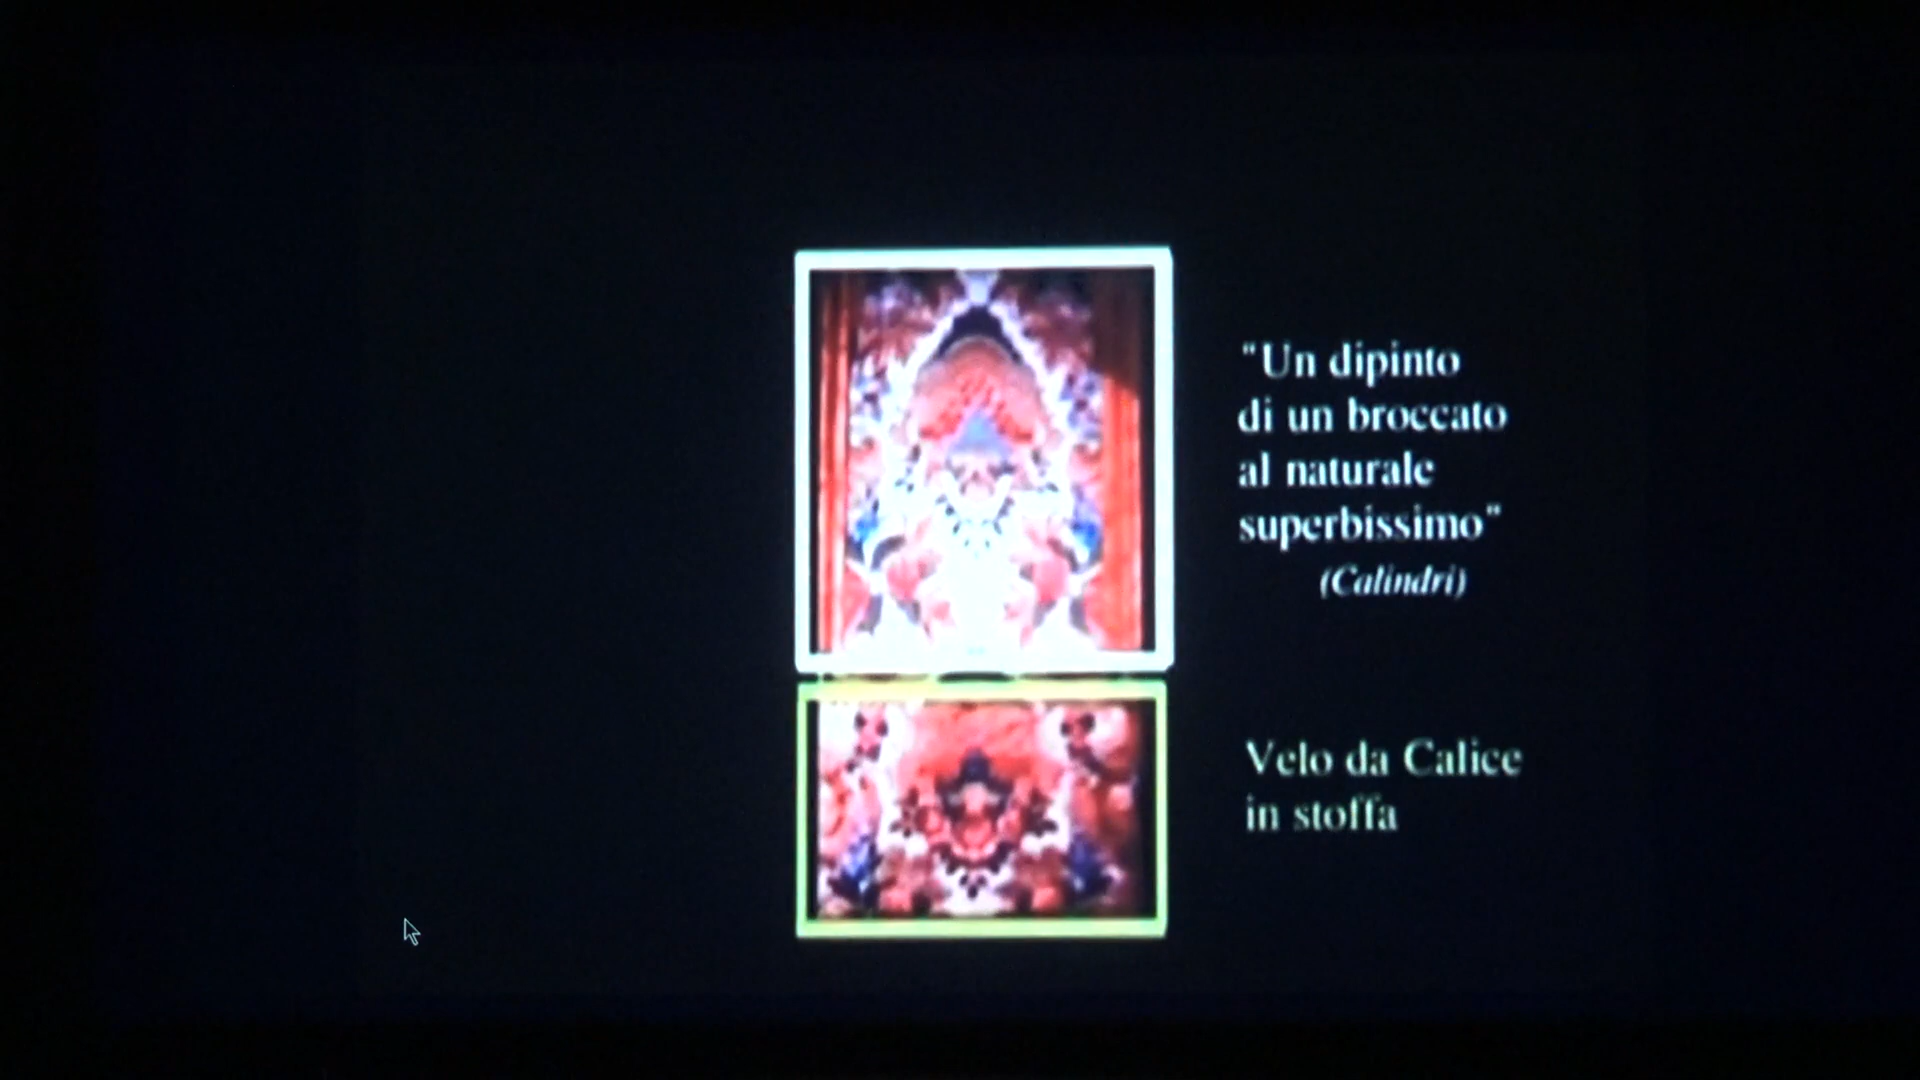 "Un dipinto
di un broccato
al naturale
superbissimo"
(Calindri)
Velo da Calice
in stoffa